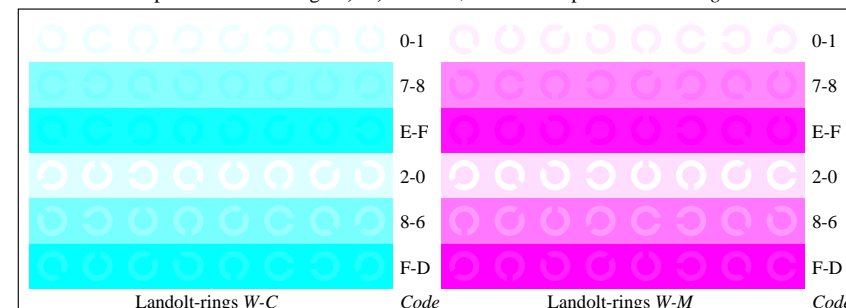 0-1 0-1
7-8 7-8
E-F E-F
2-0 2-0
8-6 8-6
F-D F-D
Landolt-rings W-C Code Landolt-rings W-M Code